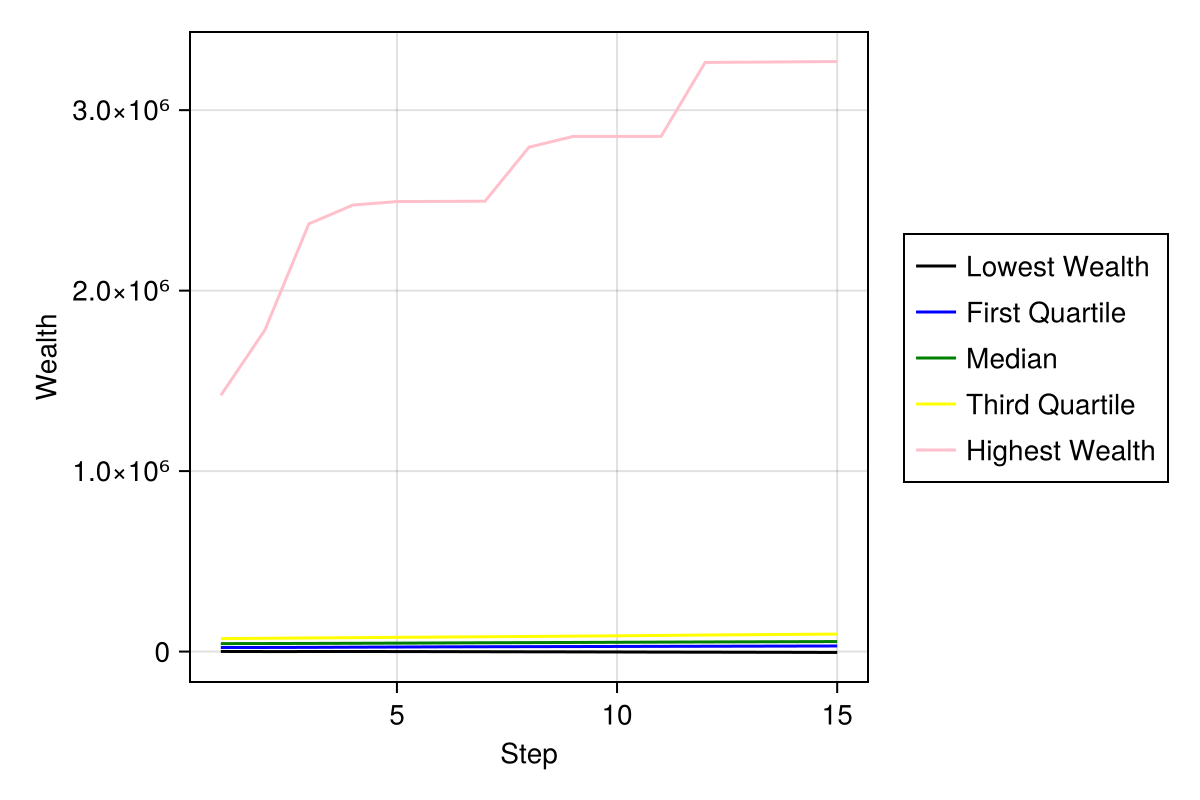 3.0×10⁶
2.0×10⁶
1.0×10⁶
0
Wealth
5 10 15
Step
Lowest Wealth
First Quartile
Median
Third Quartile
Highest Wealth